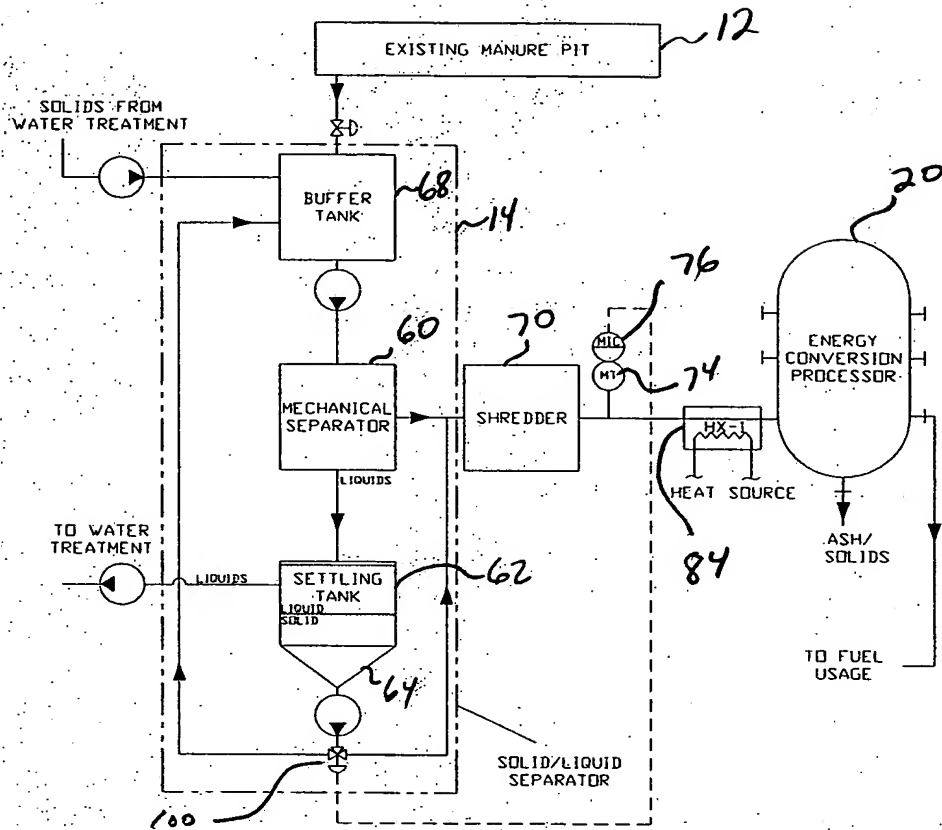 EXISTING MANURE PIT
12
SOLIDS FROM
WATER TREATMENT
BUFFER
TANK
68
14
20
76
60
70
MIC
MT
74
ENERGY
CONVERSION
PROCESSOR
MECHANICAL
SEPARATOR
SHREDDER
HX-1
LIQUIDS
HEAT SOURCE
84
TO WATER
TREATMENT
LIQUIDS
SETTLING
TANK
LIQUID
SOLID
62
64
ASH/
SOLIDS
TO FUEL
USAGE
SOLID/LIQUID
SEPARATOR
100